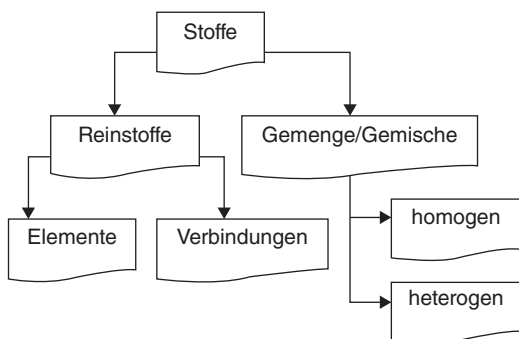 Stoffe
Reinstoffe
Gemenge/Gemische
Elemente
Verbindungen
homogen
heterogen